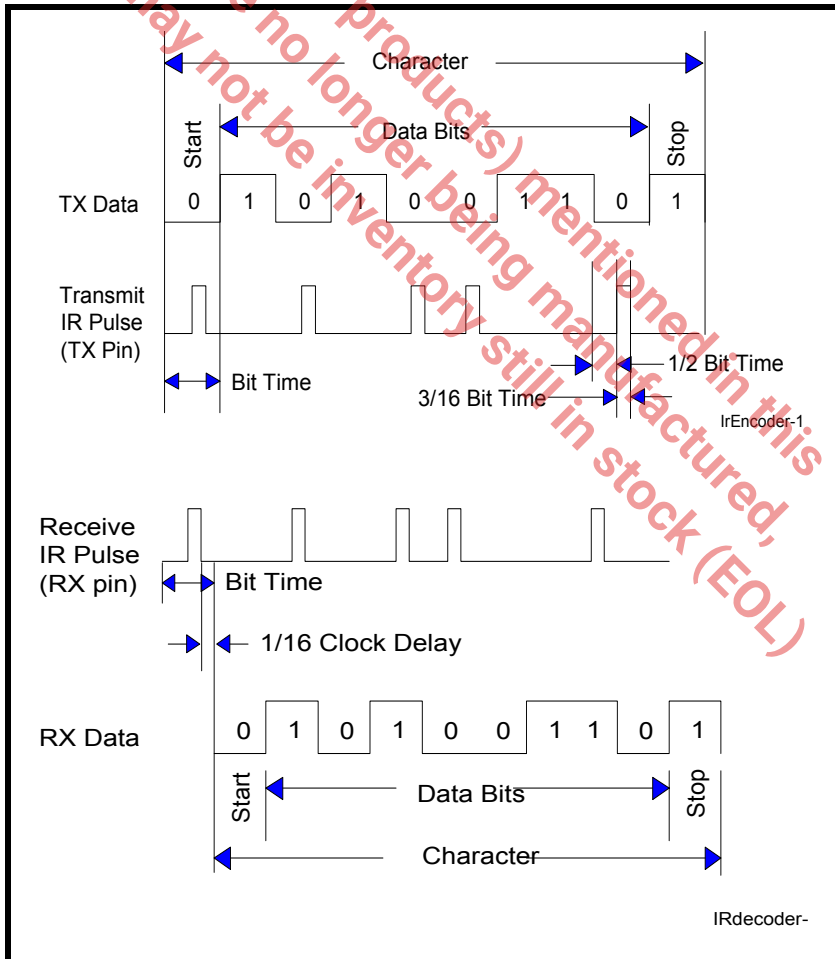 products) mentioned in this
e no longer being manufactured,
may not be inventory still in stock (EOL)
Character
Start
Data Bits
Stop
TX Data
0 1 0 1 0 0 1 1 0 1
Transmit
IR Pulse
(TX Pin)
Bit Time
1/2 Bit Time
3/16 Bit Time
IrEncoder-1
Receive
IR Pulse
(RX pin)
Bit Time
1/16 Clock Delay
RX Data
0 1 0 1 0 0 1 1 0 1
Start
Data Bits
Stop
Character
IRdecoder-